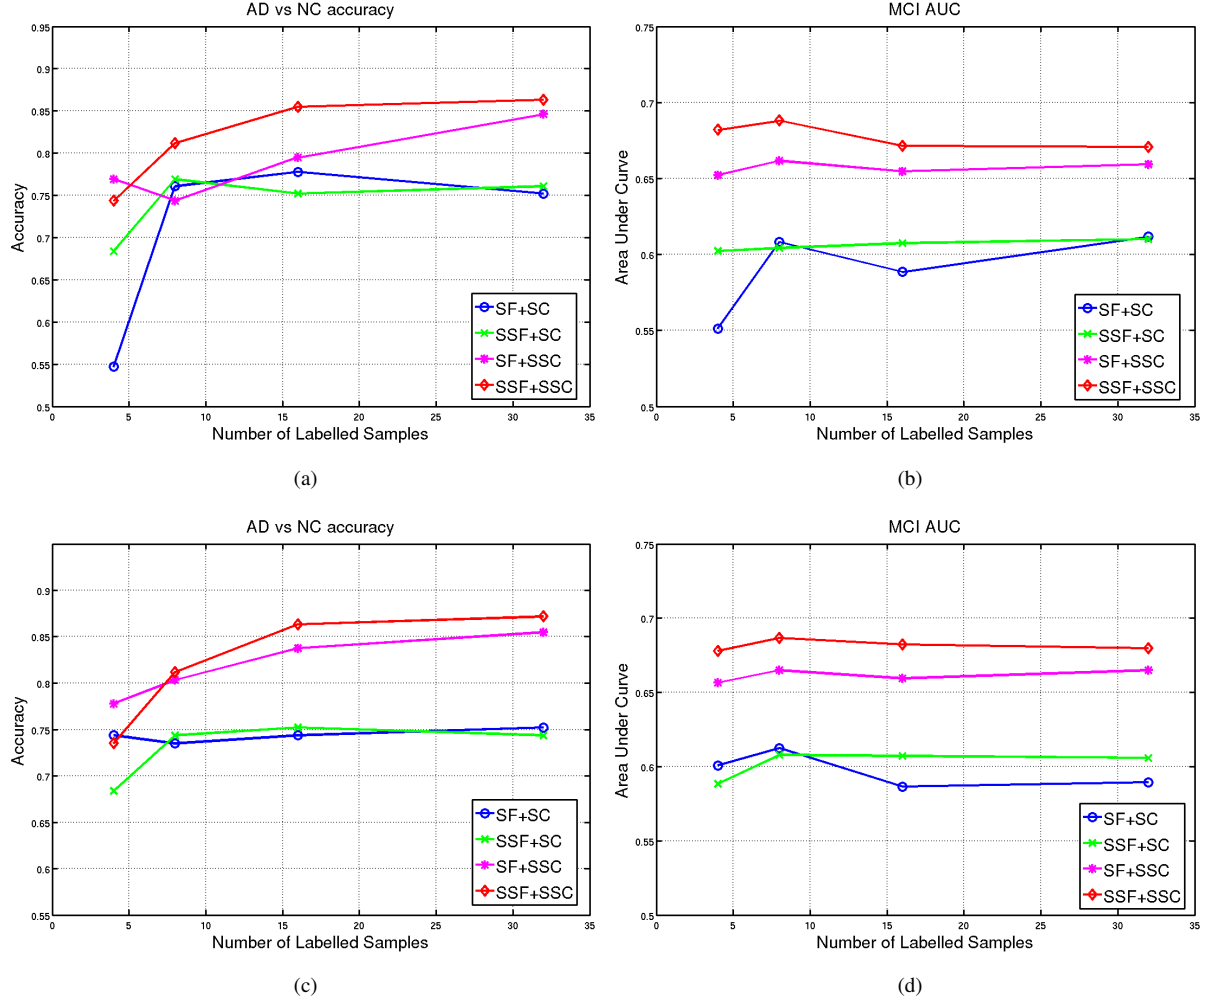 AD vs NC accuracy
0.95
0.9
0.85
0.8
0.75
0.7
0.65
0.6
0.55
0.5
Accuracy
0 5 10 15 20 25 30 35
Number of Labelled Samples
SF+SC
SSF+SC
SF+SSC
SSF+SSC
(a)
MCI AUC
0.75
0.7
0.65
0.6
0.55
0.5
Area Under Curve
0 5 10 15 20 25 30 35
Number of Labelled Samples
SF+SC
SSF+SC
SF+SSC
SSF+SSC
(b)
AD vs NC accuracy
0.9
0.85
0.8
0.75
0.7
0.65
0.6
0.55
Accuracy
0 5 10 15 20 25 30 35
Number of Labelled Samples
SF+SC
SSF+SC
SF+SSC
SSF+SSC
(c)
MCI AUC
0.75
0.7
0.65
0.6
0.55
0.5
Area Under Curve
0 5 10 15 20 25 30 35
Number of Labelled Samples
SF+SC
SSF+SC
SF+SSC
SSF+SSC
(d)